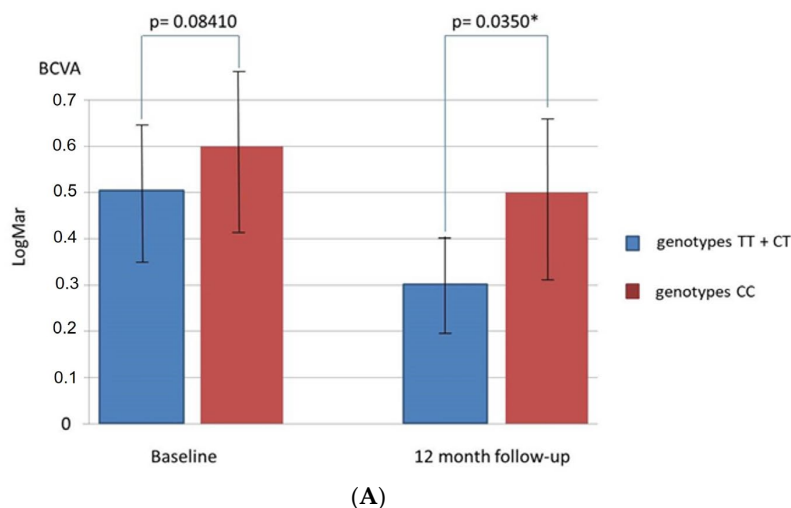 p= 0.08410
p= 0.0350*
BCVA
0.7
0.6
0.5
0.4
0.3
0.2
0.1
0
LogMar
genotypes TT + CT
genotypes CC
Baseline
12 month follow-up
(A)